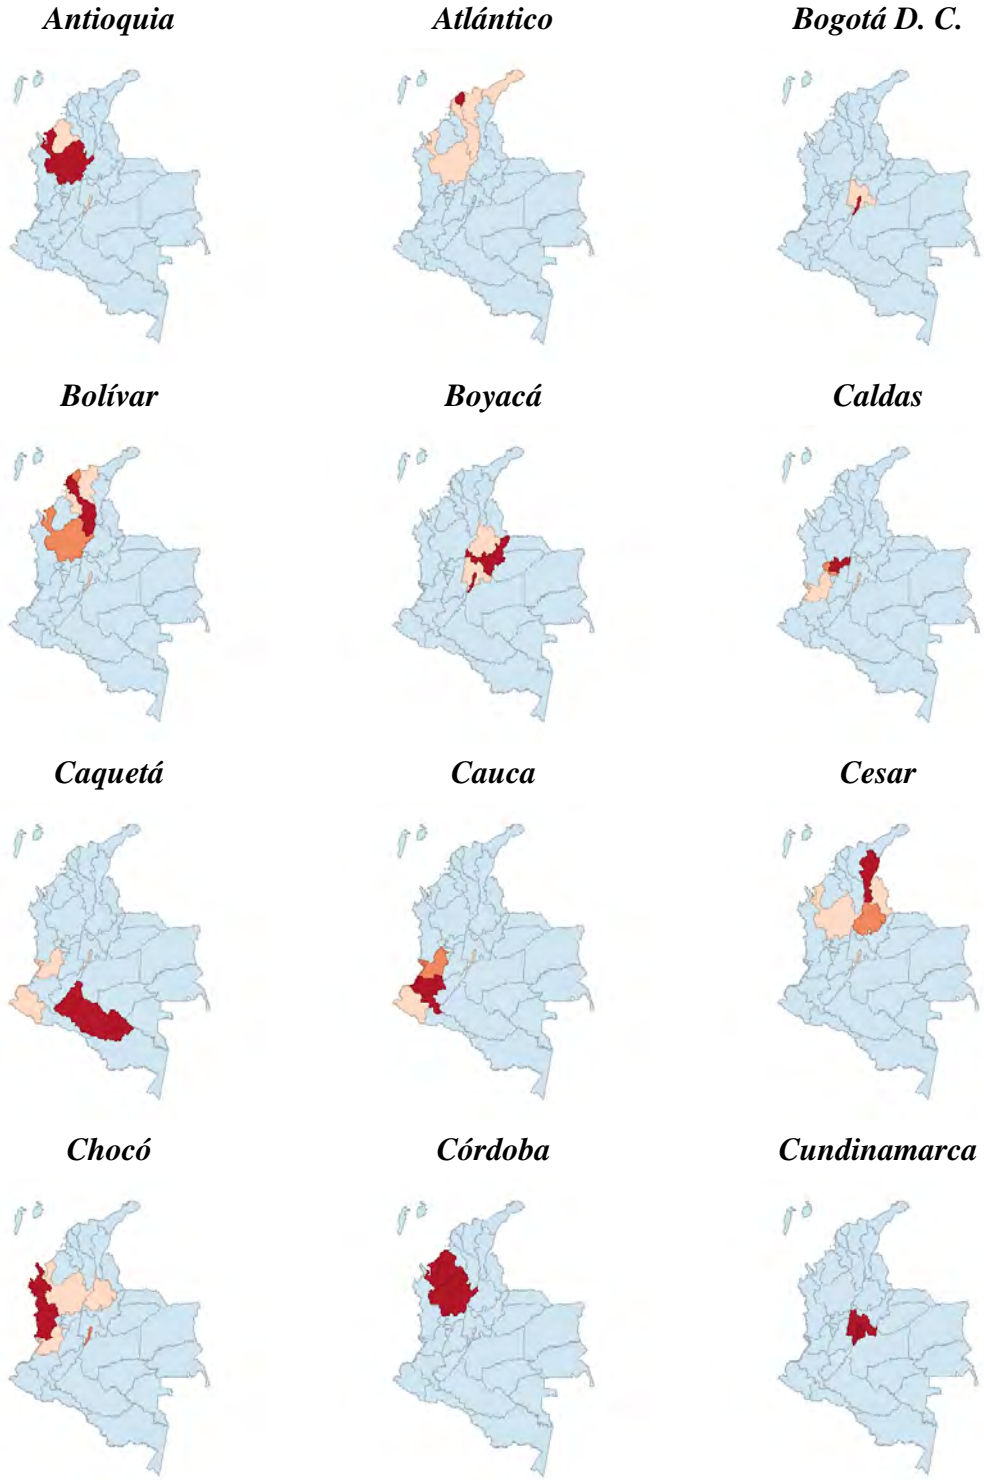 Antioquia
Atlántico
Bogotá D. C.
Bolívar
Boyacá
Caldas
Caquetá
Cauca
Cesar
Chocó
Córdoba
Cundinamarca